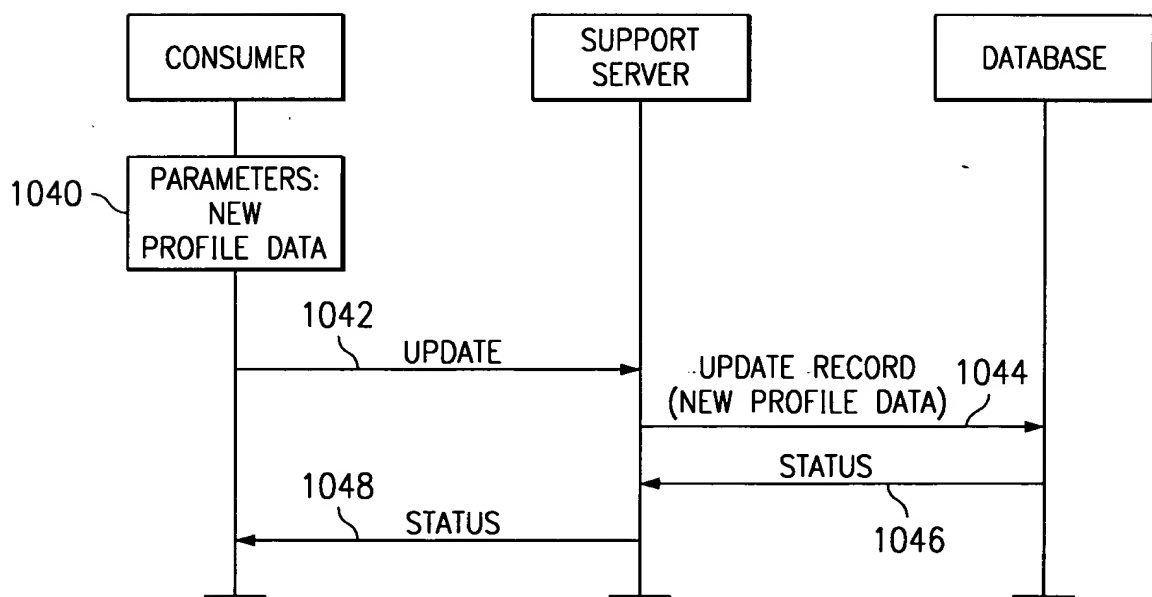 CONSUMER
SUPPORT
SERVER
DATABASE
1040
PARAMETERS:
NEW
PROFILE DATA
1042
UPDATE
UPDATE RECORD
(NEW PROFILE DATA)
1044
STATUS
1046
1048
STATUS